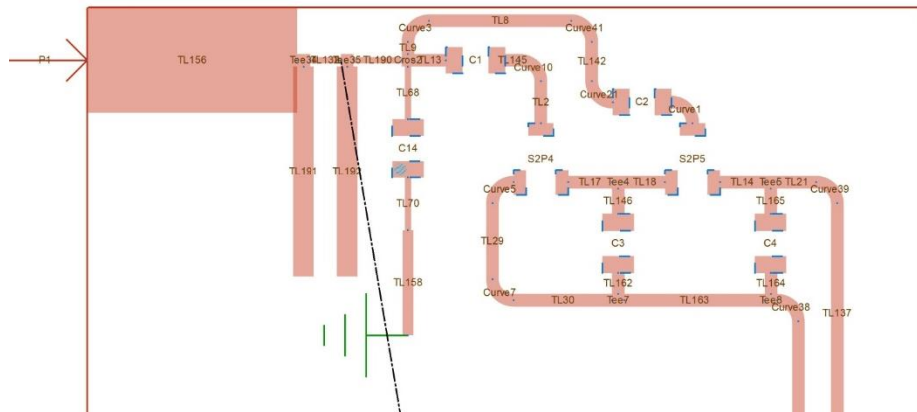 Curve3 TL8 Curve41
P1 TL156 Tee34 Tee35 TL190 Cros2 TL9 TL13 C1 TL145
Curve10 TL142
TL68 TL2 Curve21 C2 Curve1
C14 S2P4 S2P5
TL191 TL192 Curve5 TL17 Tee4 TL18 TL14 Tee5 TL21 Curve39
TL70 TL146 TL165
TL29 C3 C4
TL158 TL162 TL164
Curve7 TL30 Tee7 TL163 Tee8 Curve38 TL137